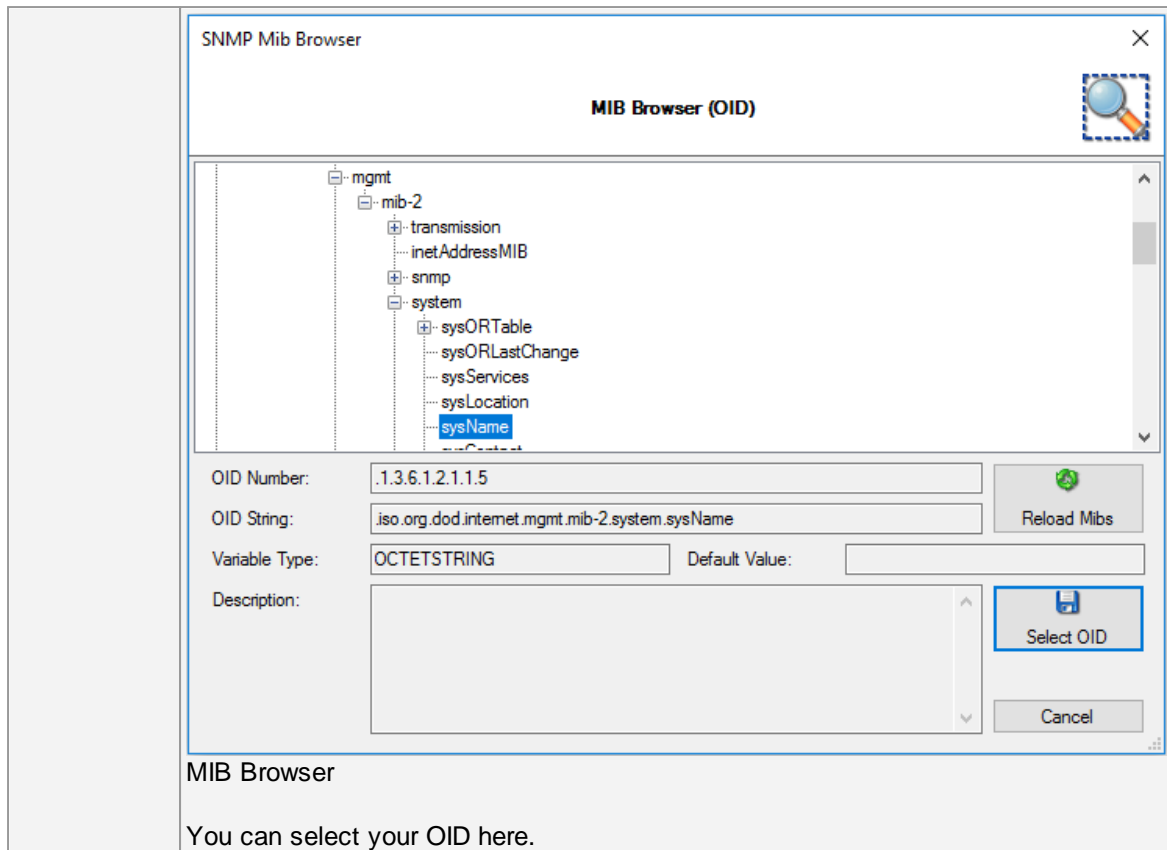 SNMP Mib Browser
MIB Browser (OID)
mgmt
mib-2
transmission
inetAddressMIB
snmp
system
sysORTable
sysORLastChange
sysServices
sysLocation
sysName
OID Number: .1.3.6.1.2.1.1.5
OID String: .iso.org.dod.internet.mgmt.mib-2.system.sysName
Reload Mibs
Variable Type: OCTETSTRING Default Value:
Description:
Select OID
Cancel
MIB Browser
You can select your OID here.